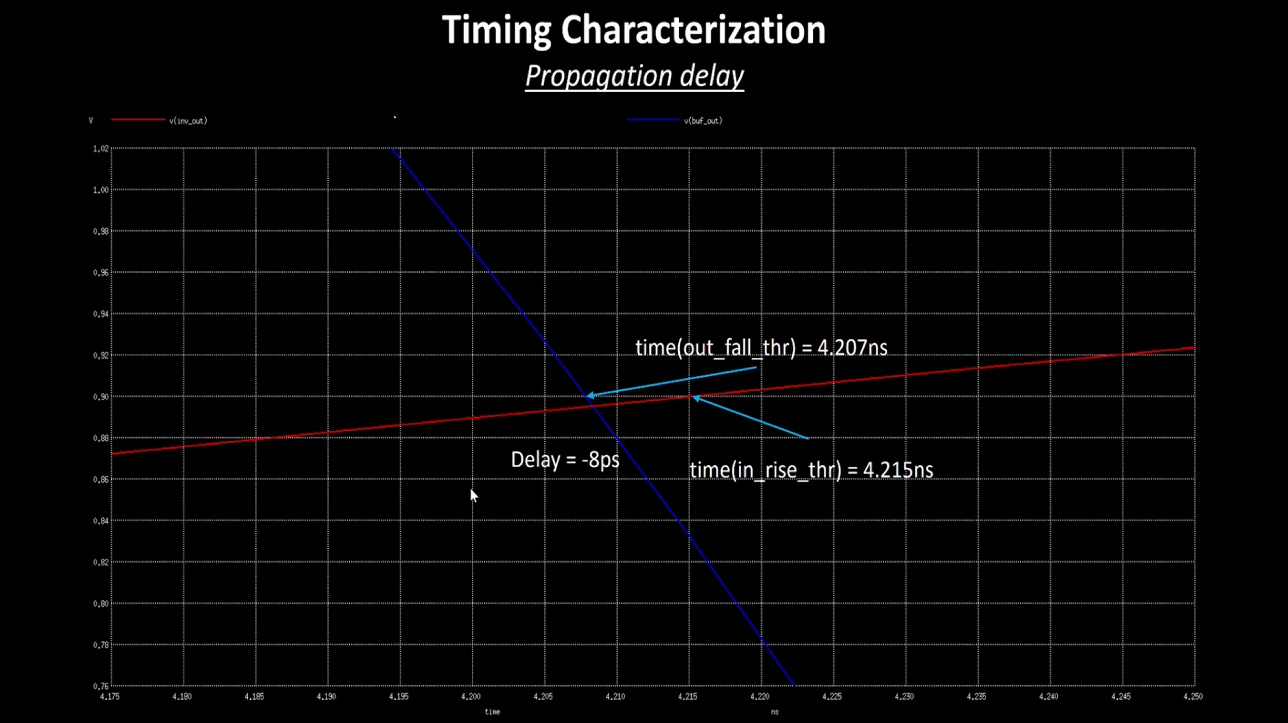 Timing Characterization
Propagation delay
V v(inv_out) v(buf_out)
1.02
1.00
0.98
0.96
0.94
time(out_fall_thr) = 4.207ns
0.92
0.90
0.88
Delay = -8ps
time(in_rise_thr) = 4.215ns
0.86
0.84
0.82
0.80
0.78
0.76
4.175 4.180 4.185 4.190 4.195 4.200 4.205 4.210 4.215 4.220 4.225 4.230 4.235 4.240 4.245 4.250
time ns